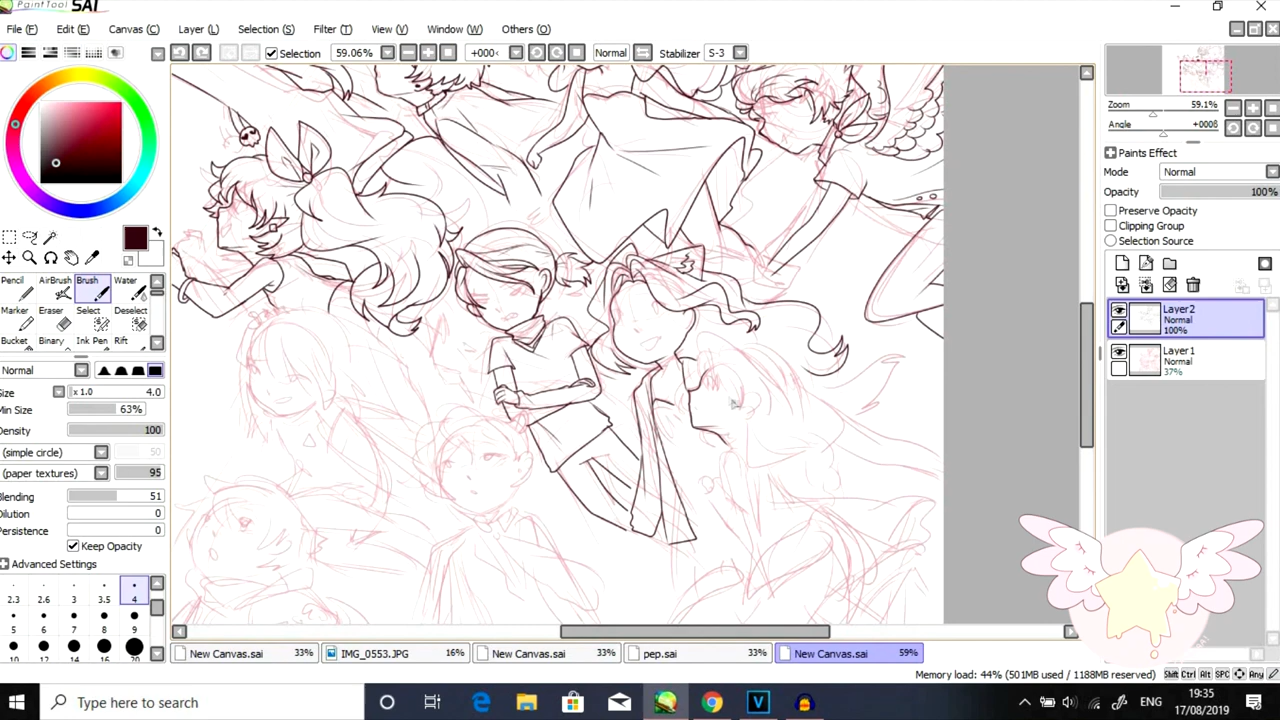 PaintTool SAI
File (F) Edit (E) Canvas (C) Layer (L) Selection (S) Filter (T) View (V) Window (W) Others (O)
Selection 59.06% +000 Normal Stabilizer S-3
Zoom 59.1%
Angle +0008
Paints Effect
Mode Normal
Opacity 100%
Preserve Opacity
Clipping Group
Selection Source
Layer2
Normal
100%
Layer1
Normal
37%
Pencil AirBrush Brush Water
Marker Eraser Select Deselect
Bucket Binary Ink Pen Rift
Normal
Size x 1.0 4.0
Min Size 63%
Density 100
(simple circle) 50
(paper textures) 95
Blending 51
Dilution 0
Persistence 0
Keep Opacity
Advanced Settings
2.3 2.6 3 3.5 4
5 6 7 8 9
10 12 14 16 20
New Canvas.sai 33% IMG_0553.JPG 16% New Canvas.sai 33% pep.sai 33% New Canvas.sai 59%
Memory load: 44% (501MB used / 1188MB reserved) Shift Ctrl Alt SPC Any
Type here to search
ENG
19:35
17/08/2019